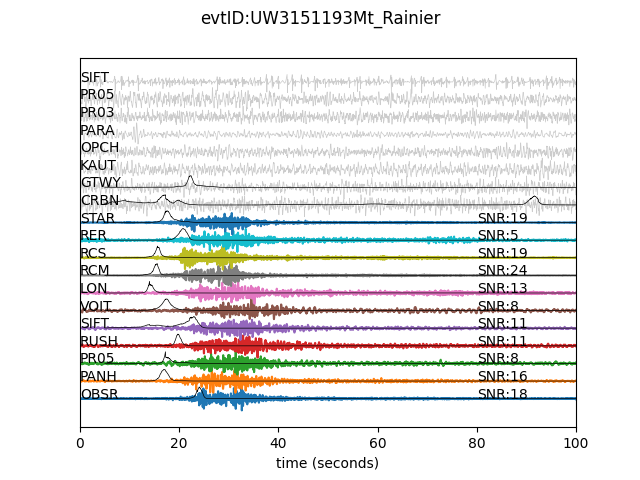 evtID:UW3151193Mt_Rainier
SIFT
PR05
PR03
PARA
OPCH
KAUT
GTWY
CRBN
STAR SNR:19
RER SNR:5
RCS SNR:19
RCM SNR:24
LON SNR:13
VOIT SNR:8
SIFT SNR:11
RUSH SNR:11
PR05 SNR:8
PANH SNR:16
OBSR SNR:18
0 20 40 60 80 100
time (seconds)